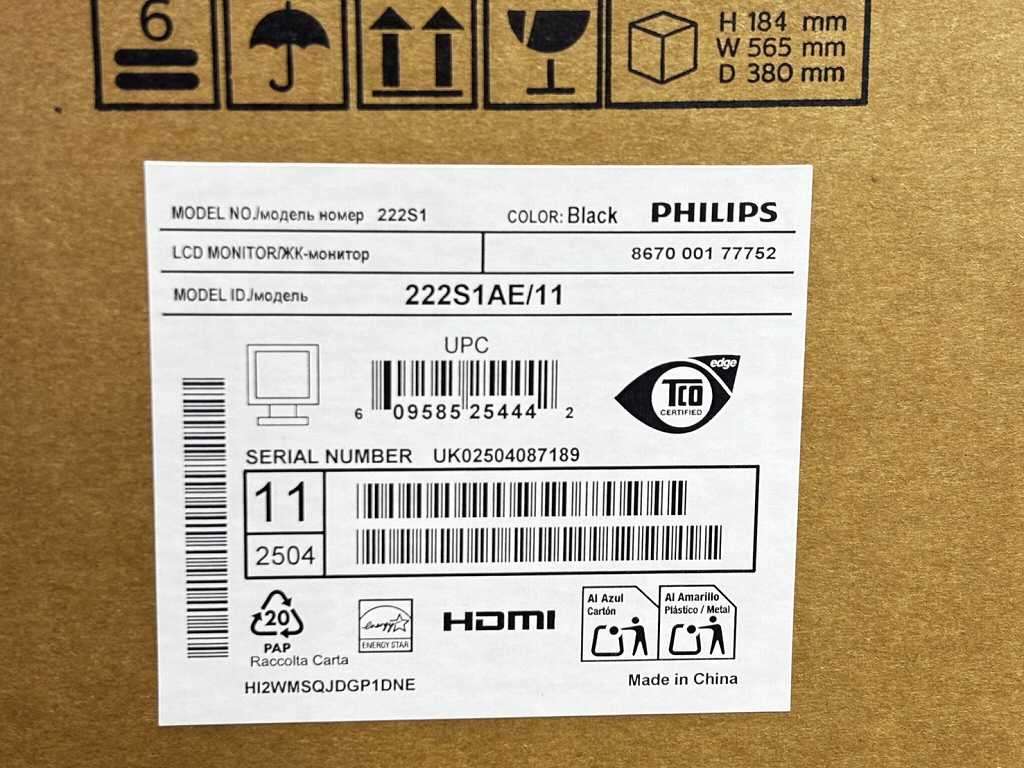 6
H 184 mm
W 565 mm
D 380 mm
MODEL NO./модель номер 222S1 COLOR: Black PHILIPS
LCD MONITOR/ЖК-монитор 8670 001 77752
MODEL ID./модель 222S1AE/11
UPC
6 09585 25444 2
edge
TCO
CERTIFIED
SERIAL NUMBER UK02504087189
11
2504
20
PAP
Raccolta Carta
energy
ENERGY STAR
HDMI
Al Azul
Cartón
Al Amarillo
Plástico / Metal
HI2WMSQJDGP1DNE
Made in China